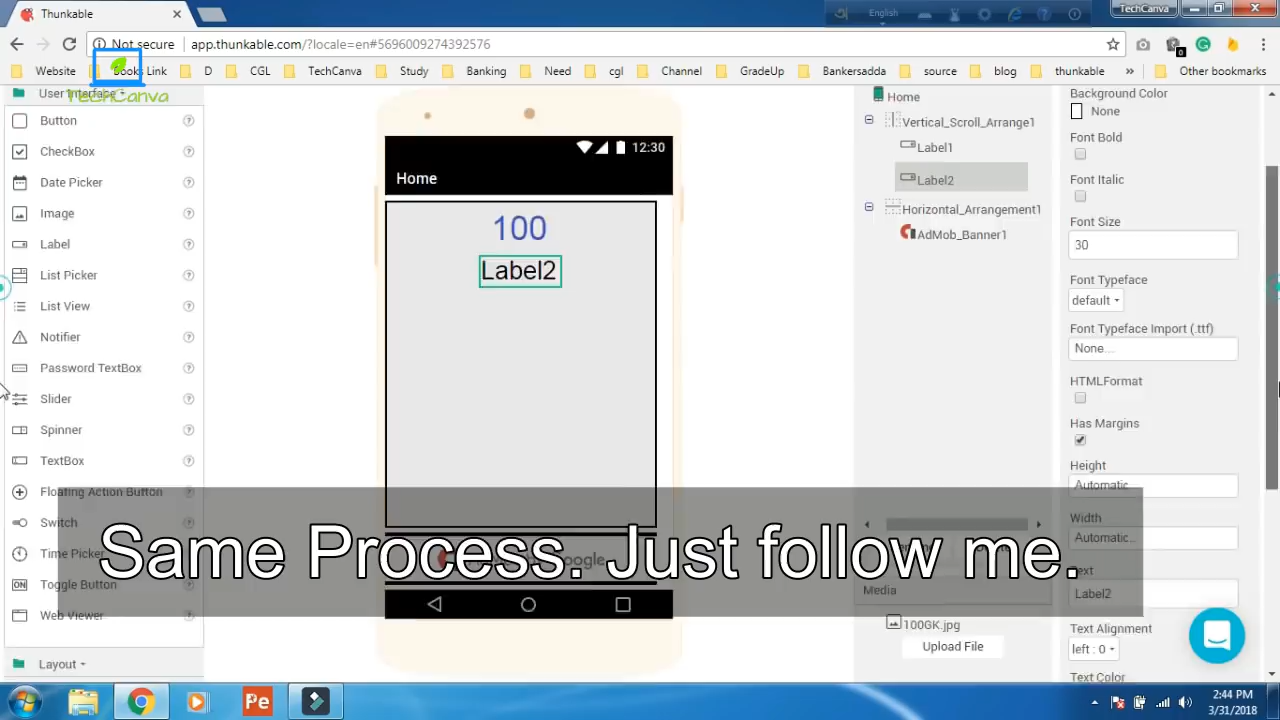 Thunkable
English
TechCanva
Not secure
app.thunkable.com/?locale=en#5696009274392576
0
Website
Books Link
D
CGL
TechCanva
Study
Banking
Need
cgl
Channel
GradeUp
Bankersadda
source
blog
thunkable
»
Other bookmarks
TechCanva
User Interface
Button
CheckBox
Date Picker
Image
Label
List Picker
List View
Notifier
Password TextBox
Slider
Spinner
TextBox
Floating Action Button
Switch
Time Picker
Toggle Button
Web Viewer
Layout
12:30
Home
100
Label2
Home
Vertical_Scroll_Arrange1
Label1
Label2
Horizontal_Arrangement1
AdMob_Banner1
Media
100GK.jpg
Upload File
Background Color
None
Font Bold
Font Italic
Font Size
30
Font Typeface
default
Font Typeface Import (.ttf)
None...
HTMLFormat
Has Margins
Height
Automatic...
Width
Automatic...
Text
Label2
Text Alignment
left : 0
Text Color
Same Process. Just follow me.
Pe
2:44 PM
3/31/2018